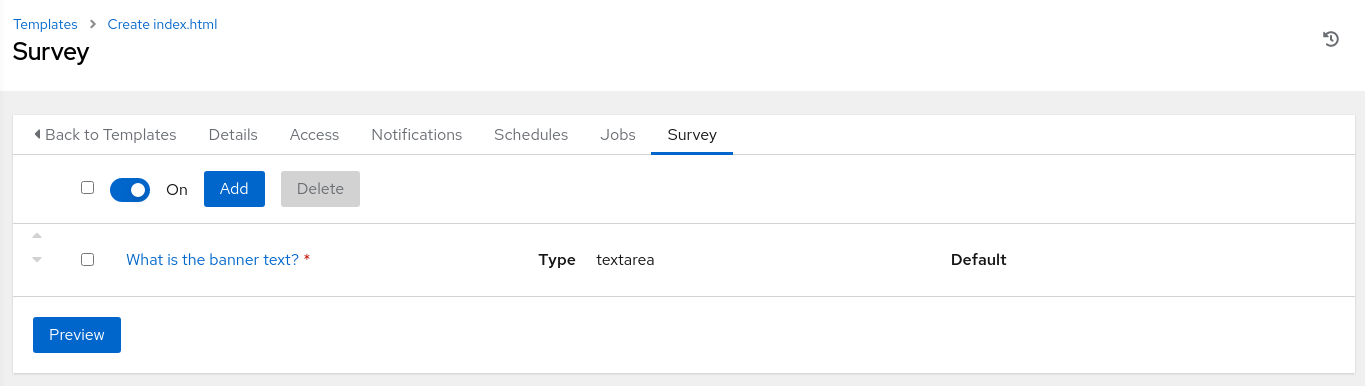 Templates > Create index.html
Survey
Back to Templates Details Access Notifications Schedules Jobs Survey
On Add Delete
What is the banner text? * Type textarea Default
Preview